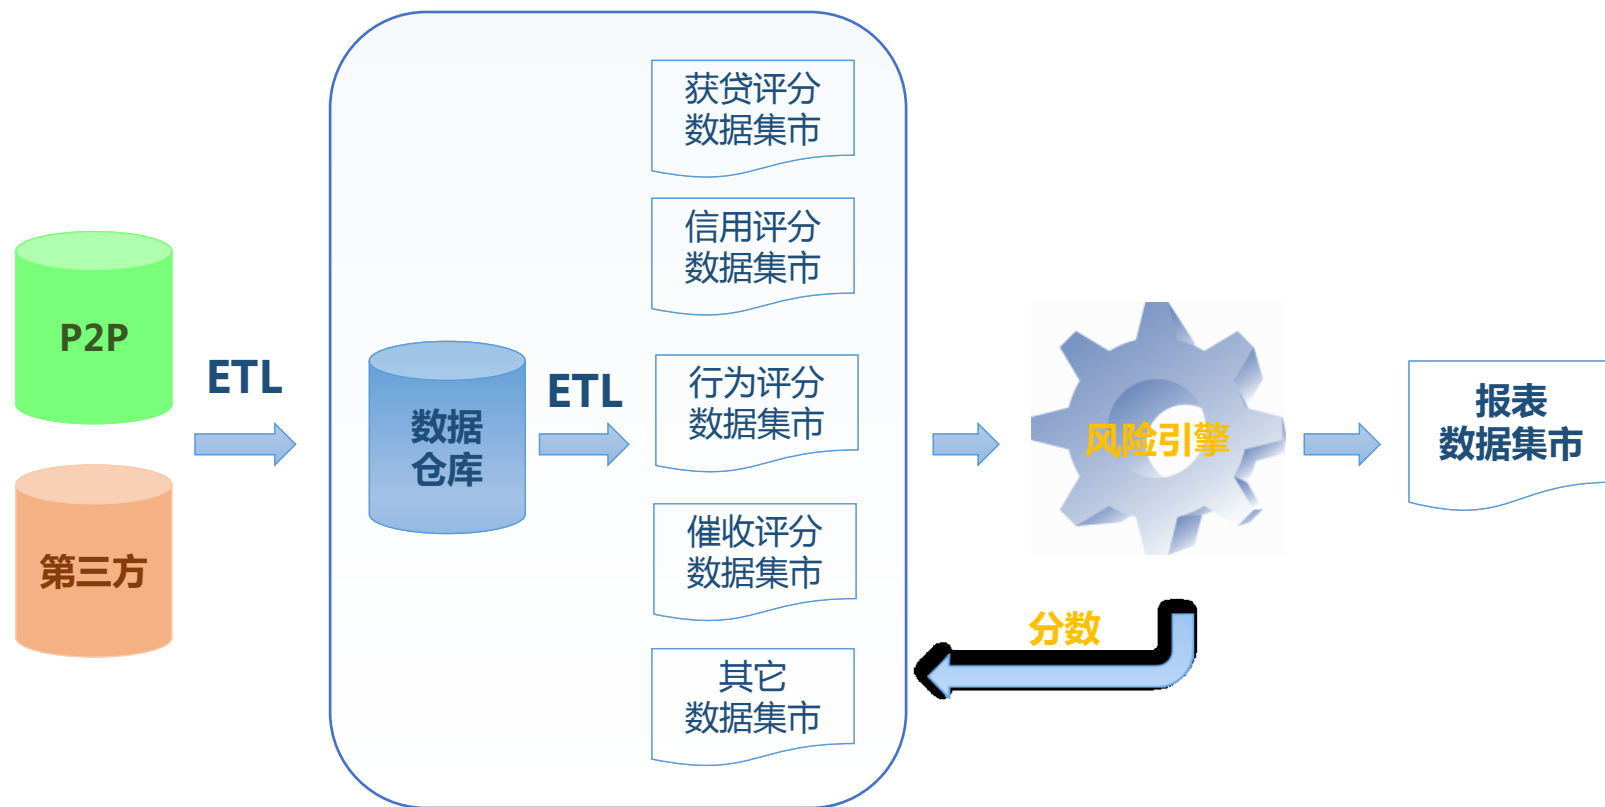 P2P
第三方
ETL
数据
仓库
ETL
获贷评分
数据集市
信用评分
数据集市
行为评分
数据集市
催收评分
数据集市
其它
数据集市
风险引擎
分数
报表
数据集市